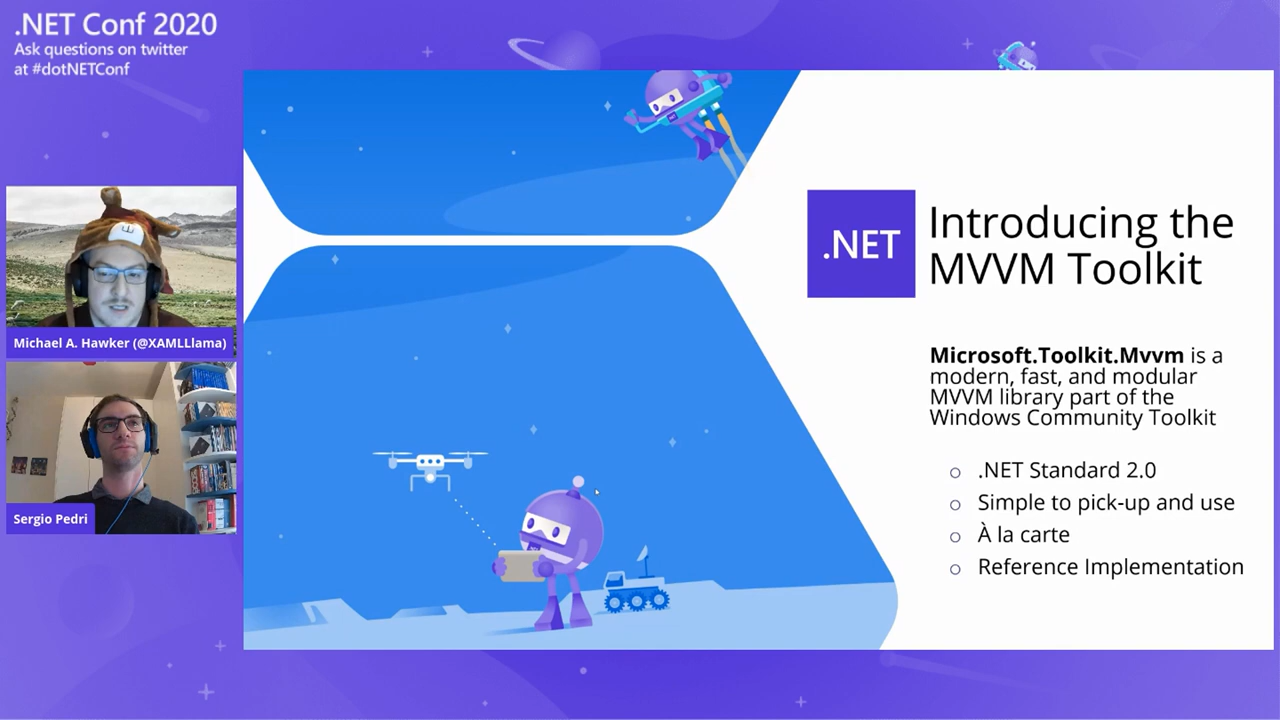 .NET Conf 2020
Ask questions on twitter
at #dotNETConf
Michael A. Hawker (@XAMLLlama)
Sergio Pedri
.NET
Introducing the
MVVM Toolkit
Microsoft.Toolkit.Mvvm is a
modern, fast, and modular
MVVM library part of the
Windows Community Toolkit
○ .NET Standard 2.0
○ Simple to pick-up and use
○ À la carte
○ Reference Implementation